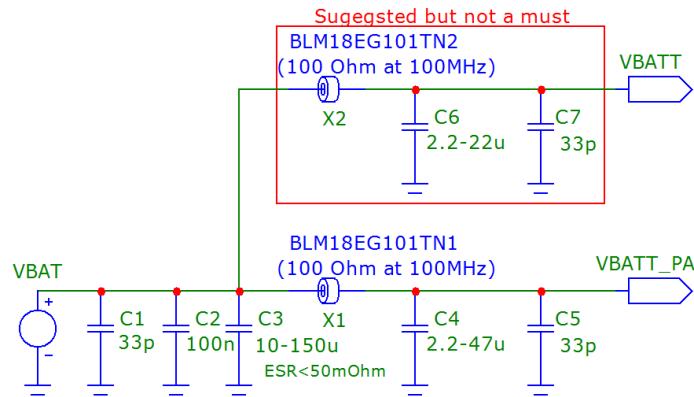 Sugegsted but not a must
BLM18EG101TN2
(100 Ohm at 100MHz)
VBATT
X2
C6
2.2-22u
C7
33p
BLM18EG101TN1
(100 Ohm at 100MHz)
VBATT_PA
VBAT
+
-
C1
33p
C2
100n
C3
10-150u
ESR<50mOhm
X1
C4
2.2-47u
C5
33p